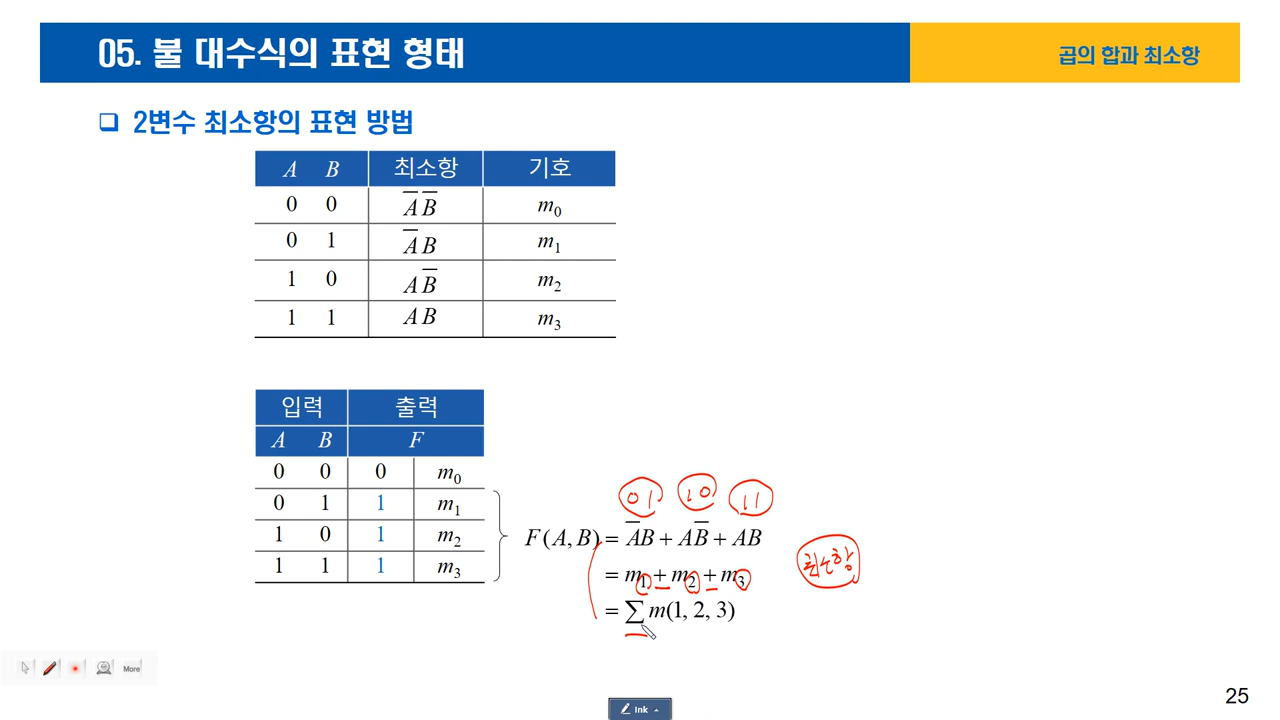 05. 불 대수식의 표현 형태
곱의 합과 최소항
❑ 2변수 최소항의 표현 방법
A B 최소항 기호
0 0 A̅ B̅ m₀
0 1 A̅ B m₁
1 0 A B̅ m₂
1 1 A B m₃
입력 출력
A B F
0 0 0 m₀
0 1 1 m₁
1 0 1 m₂
1 1 1 m₃
01 10 11
F(A, B) = A̅B + AB̅ + AB
= m₁ + m₂ + m₃
최소항
= ∑ m(1, 2, 3)
More
Ink
25